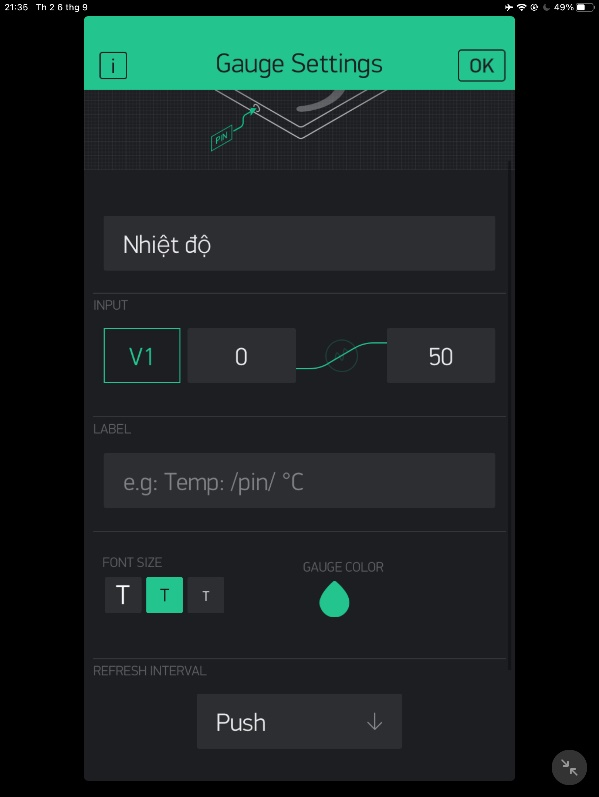 21:35 Th 2 6 thg 9 49%
i Gauge Settings OK
PIN
Nhiệt độ
INPUT
V1 0 50
LABEL
e.g: Temp: /pin/ °C
FONT SIZE GAUGE COLOR
T T T
REFRESH INTERVAL
Push